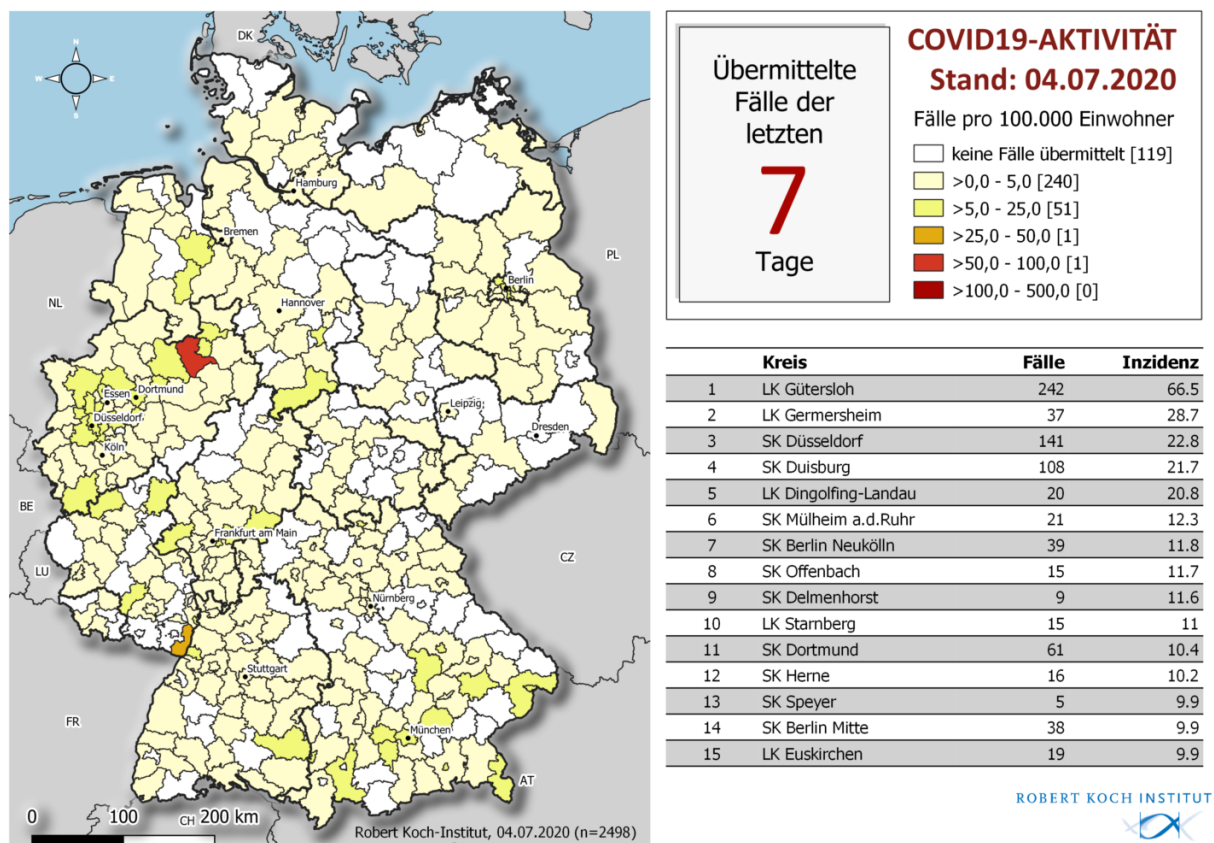 DK
N
W
E
S
Hamburg
Bremen
PL
Berlin
NL
Hannover
Essen
Dortmund
Düsseldorf
Leipzig
Dresden
Köln
BE
Frankfurt am Main
CZ
LU
Nürnberg
Stuttgart
FR
München
AT
CH
0 100 200 km
Robert Koch-Institut, 04.07.2020 (n=2498)
Übermittelte
Fälle der
letzten
7
Tage
COVID19-AKTIVITÄT
Stand: 04.07.2020
Fälle pro 100.000 Einwohner
keine Fälle übermittelt [119]
>0,0 - 5,0 [240]
>5,0 - 25,0 [51]
>25,0 - 50,0 [1]
>50,0 - 100,0 [1]
>100,0 - 500,0 [0]
Kreis Fälle Inzidenz
1 LK Gütersloh 242 66.5
2 LK Germersheim 37 28.7
3 SK Düsseldorf 141 22.8
4 SK Duisburg 108 21.7
5 LK Dingolfing-Landau 20 20.8
6 SK Mülheim a.d.Ruhr 21 12.3
7 SK Berlin Neukölln 39 11.8
8 SK Offenbach 15 11.7
9 SK Delmenhorst 9 11.6
10 LK Starnberg 15 11
11 SK Dortmund 61 10.4
12 SK Herne 16 10.2
13 SK Speyer 5 9.9
14 SK Berlin Mitte 38 9.9
15 LK Euskirchen 19 9.9
ROBERT KOCH INSTITUT